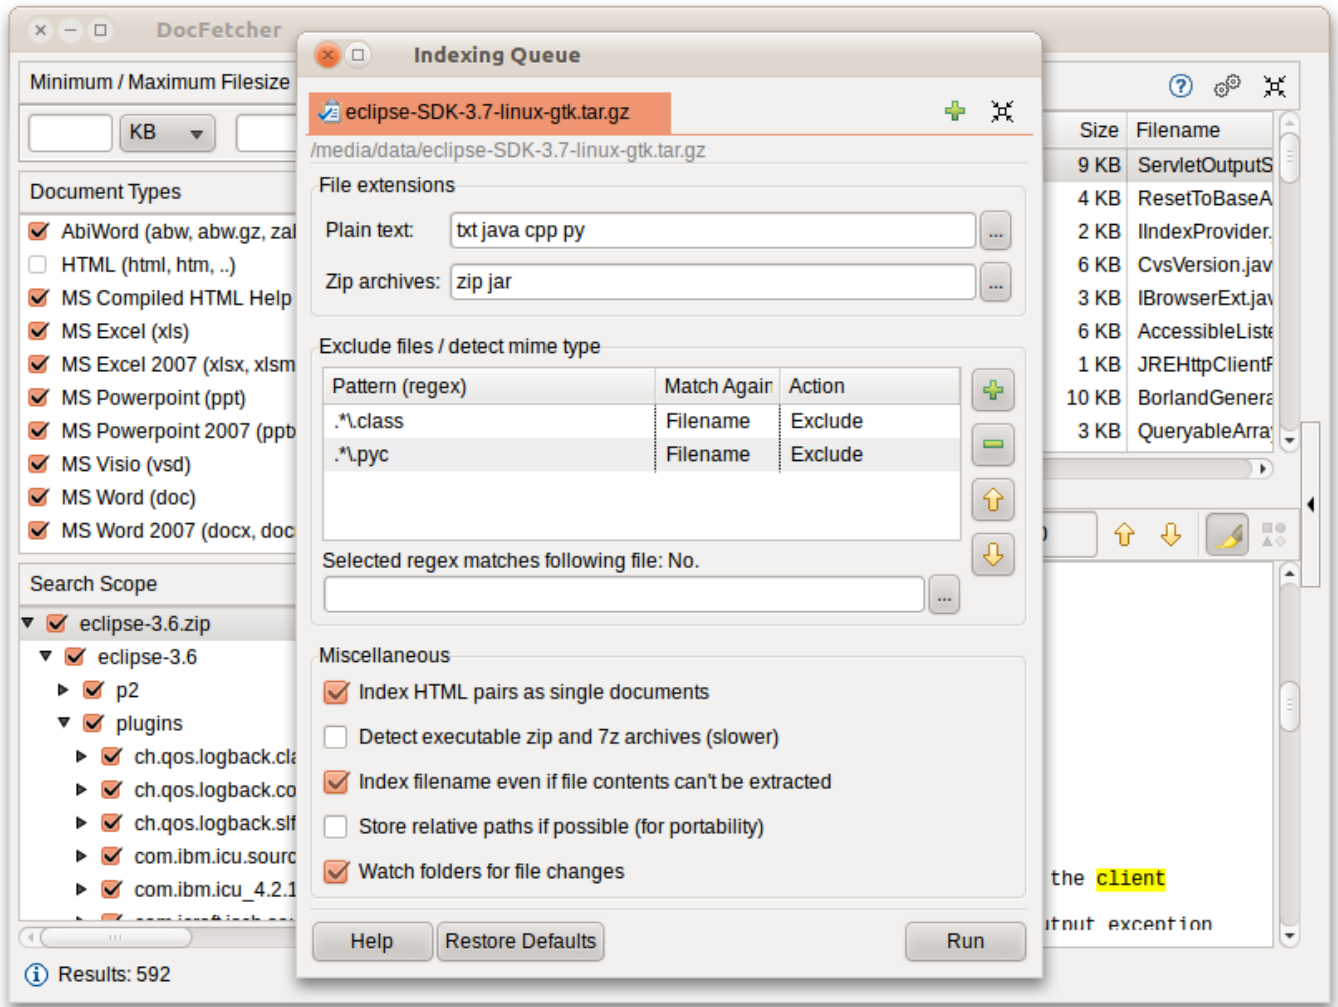 DocFetcher
Minimum / Maximum Filesize
KB
Document Types
AbiWord (abw, abw.gz, zal
HTML (html, htm, ..)
MS Compiled HTML Help
MS Excel (xls)
MS Excel 2007 (xlsx, xlsm
MS Powerpoint (ppt)
MS Powerpoint 2007 (pptx
MS Visio (vsd)
MS Word (doc)
MS Word 2007 (docx, doc
Search Scope
eclipse-3.6.zip
eclipse-3.6
p2
plugins
ch.qos.logback.cla
ch.qos.logback.co
ch.qos.logback.slf
com.ibm.icu.sourc
com.ibm.icu_4.2.1
Results: 592
Indexing Queue
eclipse-SDK-3.7-linux-gtk.tar.gz
/media/data/eclipse-SDK-3.7-linux-gtk.tar.gz
File extensions
Plain text: txt java cpp py ...
Zip archives: zip jar ...
Exclude files / detect mime type
Pattern (regex) Match Again Action
.*\.class Filename Exclude
.*\.pyc Filename Exclude
Selected regex matches following file: No.
...
Miscellaneous
Index HTML pairs as single documents
Detect executable zip and 7z archives (slower)
Index filename even if file contents can't be extracted
Store relative paths if possible (for portability)
Watch folders for file changes
Help Restore Defaults Run
Size Filename
9 KB ServletOutputS
4 KB ResetToBaseA
2 KB IIndexProvider.
6 KB CvsVersion.jav
3 KB IBrowserExt.jav
6 KB AccessibleListe
1 KB JREHttpClientF
10 KB BorlandGenera
3 KB QueryableArray
the client
utput exception